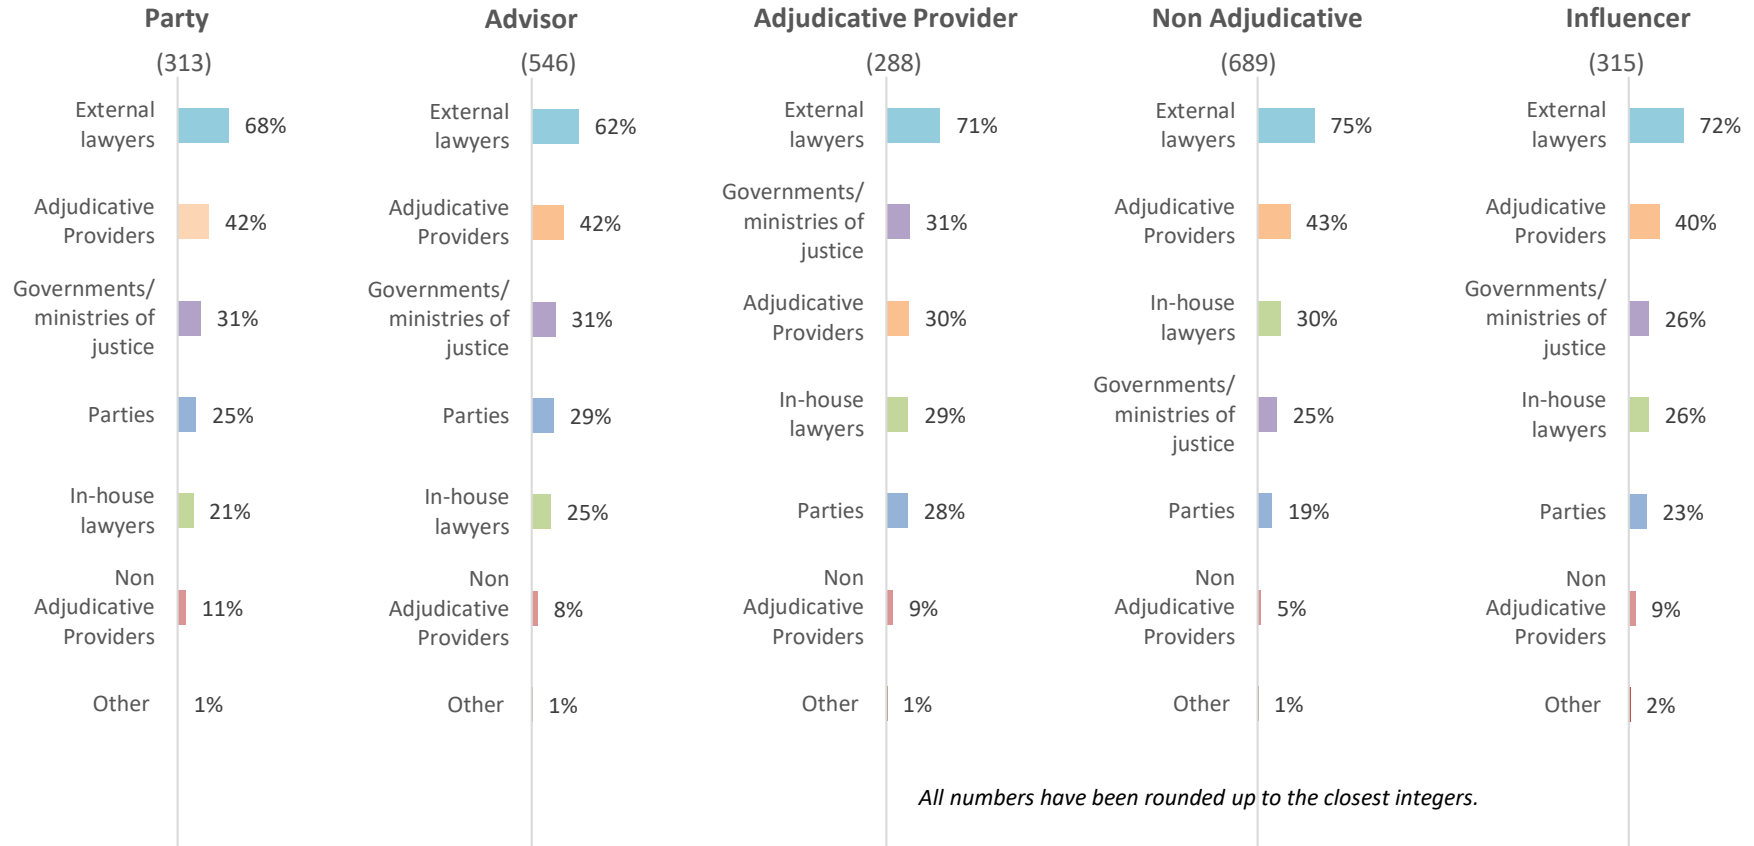 Party
(313)
External
lawyers
68%
Adjudicative
Providers
42%
Governments/
ministries of
justice
31%
Parties
25%
In-house
lawyers
21%
Non
Adjudicative
Providers
11%
Other
1%
Advisor
(546)
External
lawyers
62%
Adjudicative
Providers
42%
Governments/
ministries of
justice
31%
Parties
29%
In-house
lawyers
25%
Non
Adjudicative
Providers
8%
Other
1%
Adjudicative Provider
(288)
External
lawyers
71%
Governments/
ministries of
justice
31%
Adjudicative
Providers
30%
In-house
lawyers
29%
Parties
28%
Non
Adjudicative
Providers
9%
Other
1%
Non Adjudicative
(689)
External
lawyers
75%
Adjudicative
Providers
43%
In-house
lawyers
30%
Governments/
ministries of
justice
25%
Parties
19%
Non
Adjudicative
Providers
5%
Other
1%
Influencer
(315)
External
lawyers
72%
Adjudicative
Providers
40%
Governments/
ministries of
justice
26%
In-house
lawyers
26%
Parties
23%
Non
Adjudicative
Providers
9%
Other
2%
All numbers have been rounded up to the closest integers.